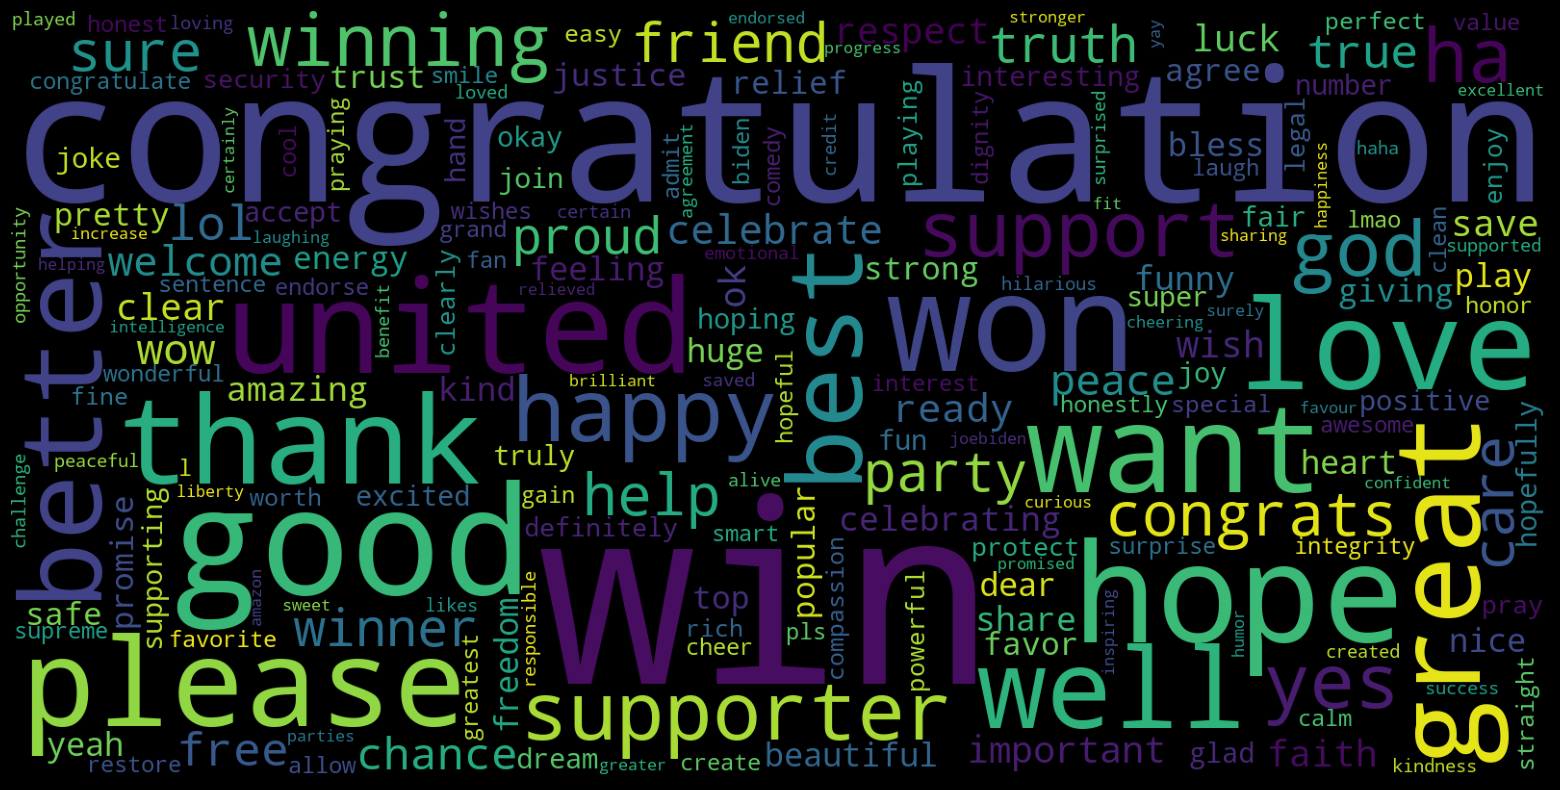 played
honest
loving
winning
easy
friend
endorsed
progress
respect
stronger
truth
yay
luck
perfect
value
sure
true
ha
congratulate
security
trust
smile
loved
justice
relief
interesting
agree
number
excellent
congratulation
joke
certainly
cool
praying
hand
okay
join
admit
agreement
biden
comedy
credit
playing
dignity
surprised
bless
laugh
legal
happiness
haha
enjoy
opportunity
pretty
increase
lol
accept
laughing
wishes
grand
certain
proud
celebrate
support
fit
fair
sharing
lmao
god
clean
save
supported
helping
welcome
energy
fan
feeling
emotional
ok
strong
funny
giving
play
honor
better
sentence
endorse
clearly
relieved
best
hilarious
super
surely
cheering
clear
intelligence
united
benefit
hoping
won
love
wow
huge
wish
wonderful
amazing
kind
brilliant
saved
hopeful
interest
peace
joy
fine
thank
happy
ready
honestly
special
favour
positive
awesome
fun
joebiden
want
great
care
hopefully
challenge
peaceful
l
truly
party
heart
confident
liberty
worth
excited
gain
help
alive
popular
curious
congrats
promise
supporting
good
definitely
smart
celebrating
protect
promised
surprise
integrity
win
hope
safe
supreme
favorite
amazon
sweet
likes
winner
freedom
responsible
top
rich
cheer
pls
compassion
powerful
dear
share
favor
inspiring
humor
created
pray
nice
please
greatest
supporter
well
yes
success
straight
calm
yeah
restore
free
parties
allow
chance
dream
greater
create
beautiful
important
glad
faith
kindness